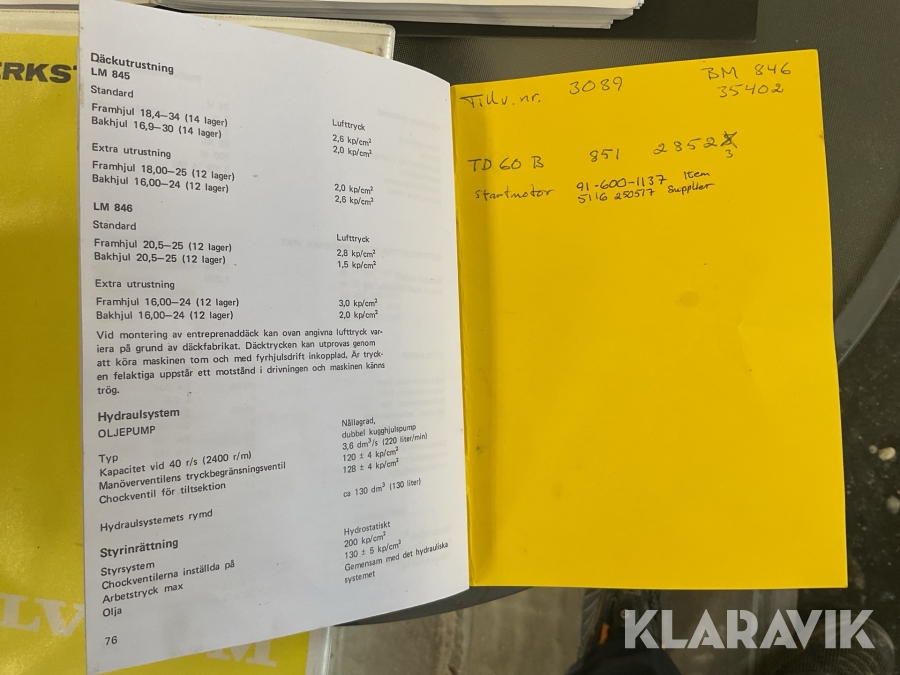 ERKST
Däckutrustning
LM 845
Standard
Lufttryck
Framhjul 18,4–34 (14 lager) 2,6 kp/cm²
Bakhjul 16,9–30 (14 lager) 2,0 kp/cm²
Extra utrustning
Framhjul 18,00–25 (12 lager) 2,0 kp/cm²
Bakhjul 16,00–24 (12 lager) 2,6 kp/cm²
LM 846
Standard
Lufttryck
Framhjul 20,5–25 (12 lager) 2,8 kp/cm²
Bakhjul 20,5–25 (12 lager) 1,5 kp/cm²
Extra utrustning
Framhjul 16,00–24 (12 lager) 3,0 kp/cm²
Bakhjul 16,00–24 (12 lager) 2,0 kp/cm²
Vid montering av entreprenaddäck kan ovan angivna lufttryck var-
iera på grund av däckfabrikat. Däcktrycken kan utprovas genom
att köra maskinen tom och med fyrhjulsdrift inkopplad. Är tryck-
en felaktiga uppstår ett motstånd i drivningen och maskinen känns
trög.
Hydraulsystem
OLJEPUMP
Typ Nållagrad,
dubbel kugghjulspump
Kapacitet vid 40 r/s (2400 r/m) 3,6 dm³/s (220 liter/min)
Manöverventilens tryckbegränsningsventil 120 ± 4 kp/cm²
Chockventil för tiltsektion 128 ± 4 kp/cm²
Hydraulsystemets rymd ca 130 dm³ (130 liter)
Styrinrättning
Styrsystem Hydrostatiskt
Chockventilerna inställda på 200 kp/cm²
Arbetstryck max 130 ± 5 kp/cm²
Olja Gemensam med det hydrauliska
systemet
76
Tillv.nr. 3089 BM 846
35402
TD 60 B 851 2852
3
startmotor 91-600-1137 Item
5116 250517 Supplier
LV
M
KLARAVIK